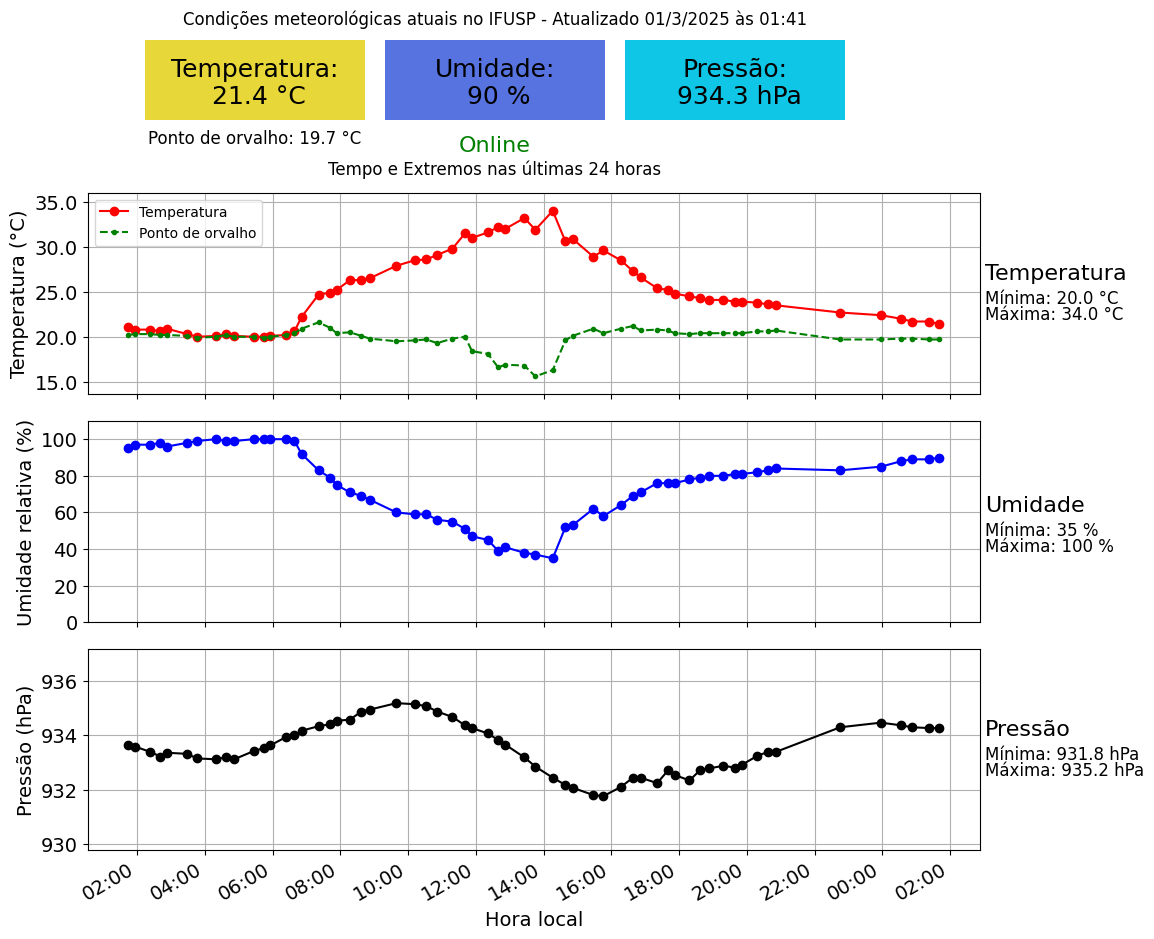 Condições meteorológicas atuais no IFUSP - Atualizado 01/3/2025 às 01:41
Temperatura:
21.4 °C
Umidade:
90 %
Pressão:
934.3 hPa
Ponto de orvalho: 19.7 °C
Online
Tempo e Extremos nas últimas 24 horas
Temperatura (°C)
35.0
30.0
25.0
20.0
15.0
Temperatura
Ponto de orvalho
Temperatura
Mínima: 20.0 °C
Máxima: 34.0 °C
Umidade relativa (%)
100
80
60
40
20
0
Umidade
Mínima: 35 %
Máxima: 100 %
Pressão (hPa)
936
934
932
930
Pressão
Mínima: 931.8 hPa
Máxima: 935.2 hPa
02:00 04:00 06:00 08:00 10:00 12:00 14:00 16:00 18:00 20:00 22:00 00:00 02:00
Hora local